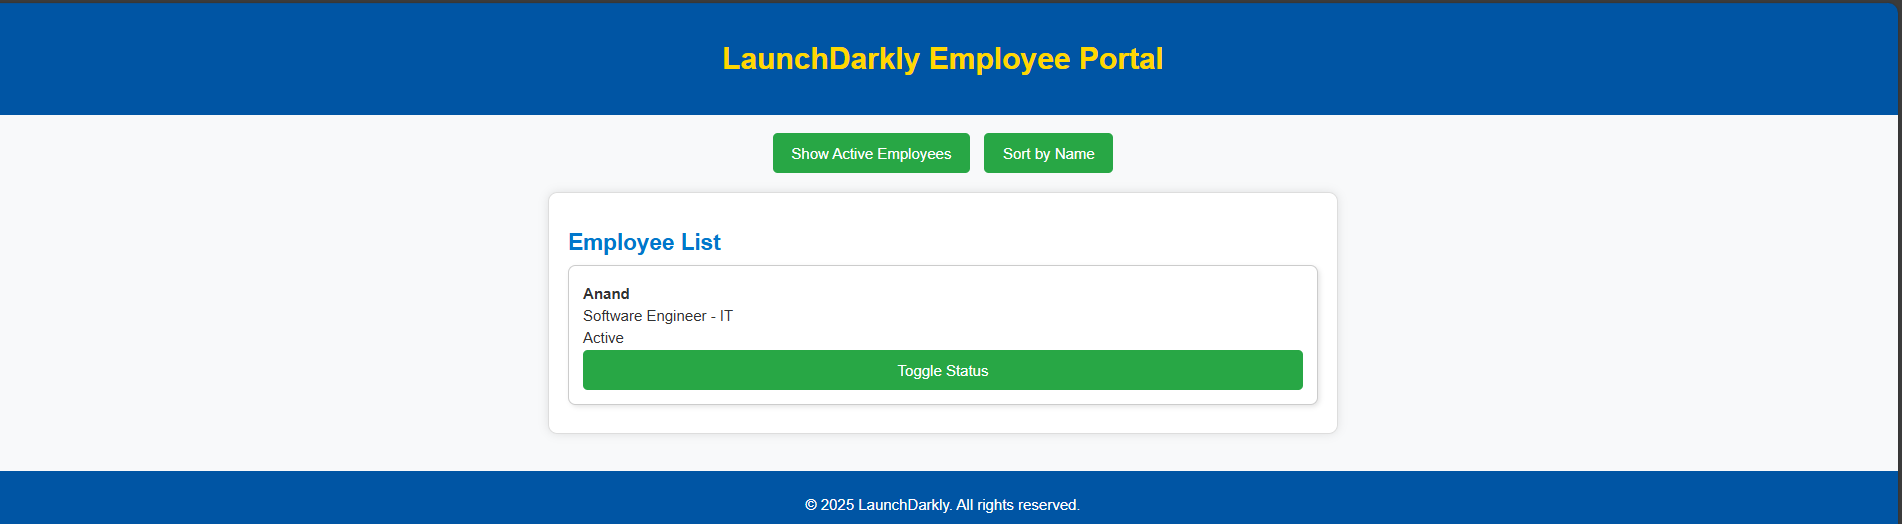 LaunchDarkly Employee Portal
Show Active Employees
Sort by Name
Employee List
Anand
Software Engineer - IT
Active
Toggle Status
© 2025 LaunchDarkly. All rights reserved.